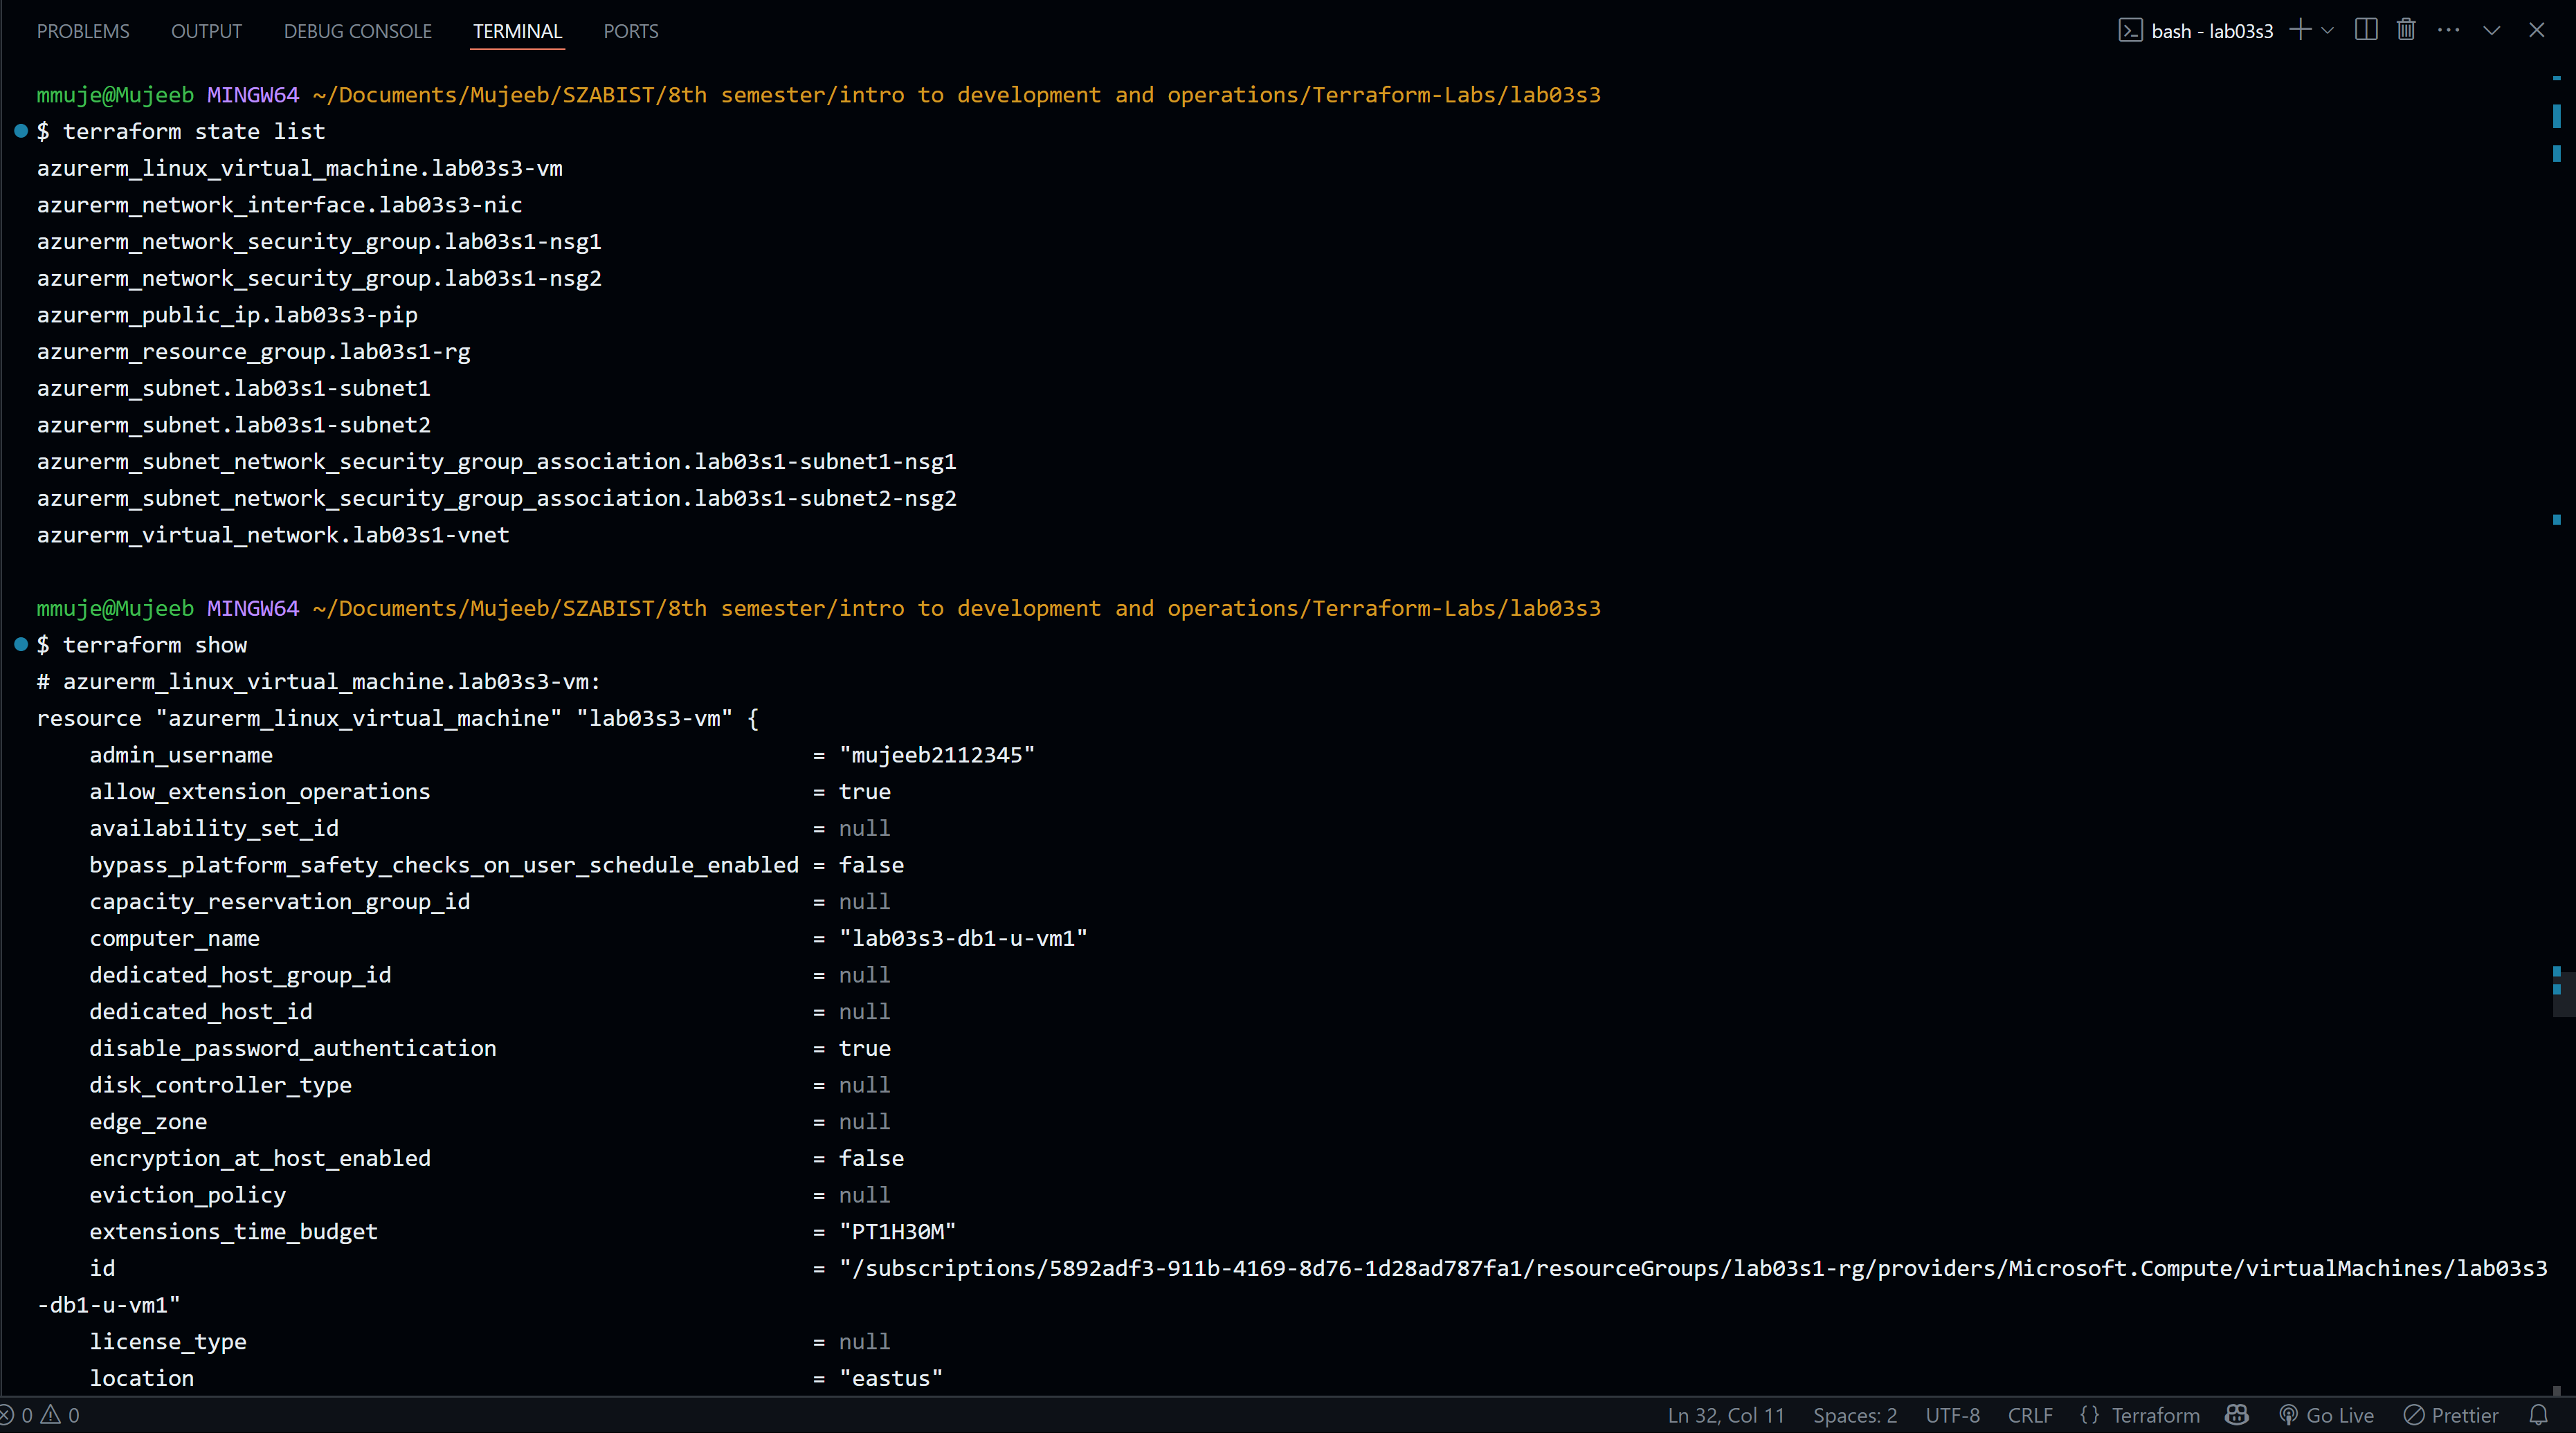 PROBLEMS OUTPUT DEBUG CONSOLE TERMINAL PORTS bash - lab03s3
mmuje@Mujeeb MINGW64 ~/Documents/Mujeeb/SZABIST/8th semester/intro to development and operations/Terraform-Labs/lab03s3
$ terraform state list
azurerm_linux_virtual_machine.lab03s3-vm
azurerm_network_interface.lab03s3-nic
azurerm_network_security_group.lab03s1-nsg1
azurerm_network_security_group.lab03s1-nsg2
azurerm_public_ip.lab03s3-pip
azurerm_resource_group.lab03s1-rg
azurerm_subnet.lab03s1-subnet1
azurerm_subnet.lab03s1-subnet2
azurerm_subnet_network_security_group_association.lab03s1-subnet1-nsg1
azurerm_subnet_network_security_group_association.lab03s1-subnet2-nsg2
azurerm_virtual_network.lab03s1-vnet
mmuje@Mujeeb MINGW64 ~/Documents/Mujeeb/SZABIST/8th semester/intro to development and operations/Terraform-Labs/lab03s3
$ terraform show
# azurerm_linux_virtual_machine.lab03s3-vm:
resource "azurerm_linux_virtual_machine" "lab03s3-vm" {
admin_username = "mujeeb2112345"
allow_extension_operations = true
availability_set_id = null
bypass_platform_safety_checks_on_user_schedule_enabled = false
capacity_reservation_group_id = null
computer_name = "lab03s3-db1-u-vm1"
dedicated_host_group_id = null
dedicated_host_id = null
disable_password_authentication = true
disk_controller_type = null
edge_zone = null
encryption_at_host_enabled = false
eviction_policy = null
extensions_time_budget = "PT1H30M"
id = "/subscriptions/5892adf3-911b-4169-8d76-1d28ad787fa1/resourceGroups/lab03s1-rg/providers/Microsoft.Compute/virtualMachines/lab03s3
-db1-u-vm1"
license_type = null
location = "eastus"
0 0 Ln 32, Col 11 Spaces: 2 UTF-8 CRLF {} Terraform Go Live Prettier